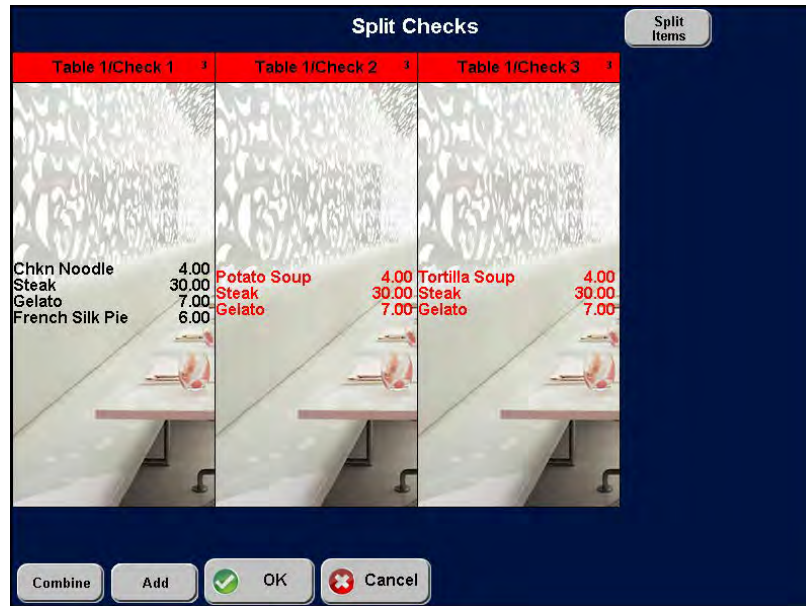 Split Checks
Split
Items
Table 1/Check 1 3
Table 1/Check 2 3
Table 1/Check 3 3
Chkn Noodle 4.00
Steak 30.00
Gelato 7.00
French Silk Pie 6.00
Potato Soup 4.00
Steak 30.00
Gelato 7.00
Tortilla Soup 4.00
Steak 30.00
Gelato 7.00
Combine
Add
OK
Cancel